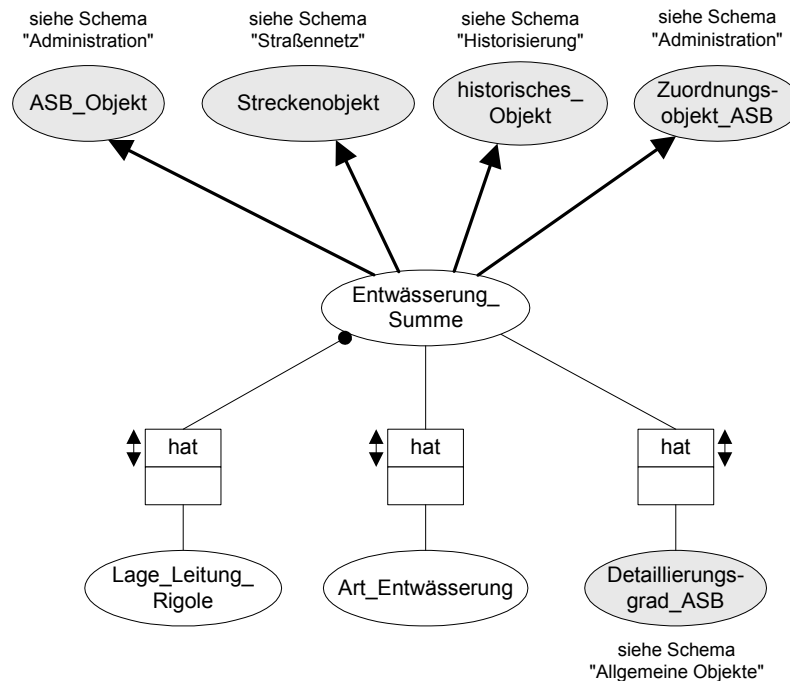 siehe Schema
"Administration"
siehe Schema
"Straßennetz"
siehe Schema
"Historisierung"
siehe Schema
"Administration"
ASB_Objekt
Streckenobjekt
historisches_
Objekt
Zuordnungs-
objekt_ASB
Entwässerung_
Summe
hat
hat
hat
Lage_Leitung_
Rigole
Art_Entwässerung
Detaillierungs-
grad_ASB
siehe Schema
"Allgemeine Objekte"